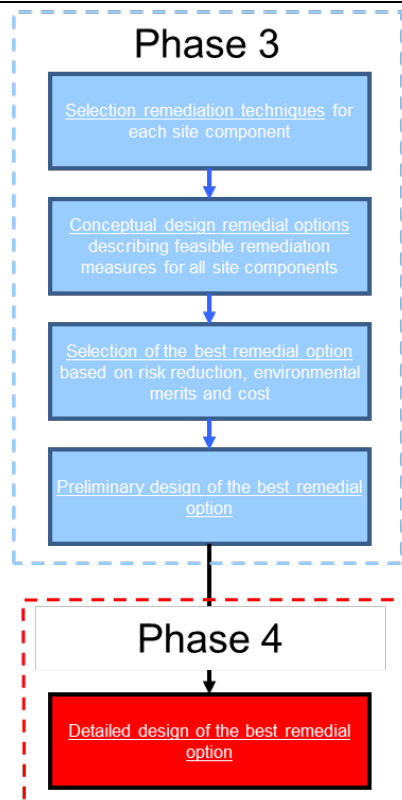 Phase 3
Selection remediation techniques for
each site component
Conceptual design remedial options
describing feasible remediation
measures for all site components
Selection of the best remedial option
based on risk reduction, environmental
merits and cost
Preliminary design of the best remedial
option
Phase 4
Detailed design of the best remedial
option